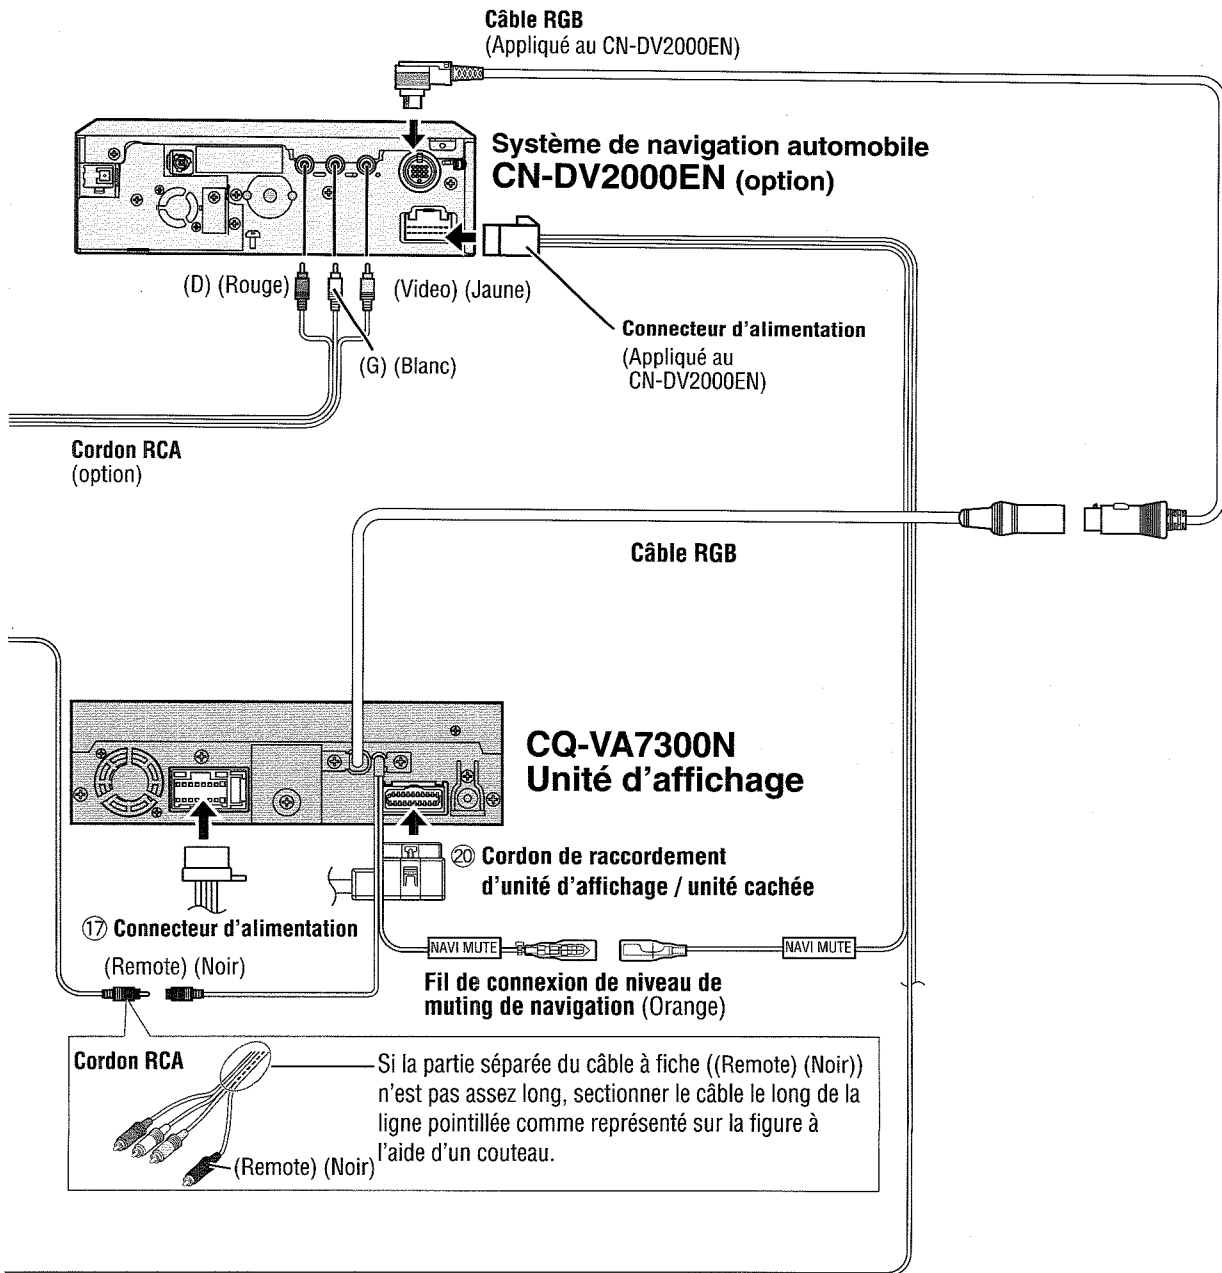 Câble RGB
(Appliqué au CN-DV2000EN)
Système de navigation automobile
CN-DV2000EN (option)
(D) (Rouge)
(Video) (Jaune)
(G) (Blanc)
Connecteur d'alimentation
(Appliqué au
CN-DV2000EN)
Cordon RCA
(option)
Câble RGB
CQ-VA7300N
Unité d'affichage
⑳ Cordon de raccordement
d'unité d'affichage / unité cachée
⑰ Connecteur d'alimentation
(Remote) (Noir)
NAVI MUTE
NAVI MUTE
Fil de connexion de niveau de
muting de navigation (Orange)
Cordon RCA
Si la partie séparée du câble à fiche ((Remote) (Noir))
n'est pas assez long, sectionner le câble le long de la
ligne pointillée comme représenté sur la figure à
l'aide d'un couteau.
(Remote) (Noir)